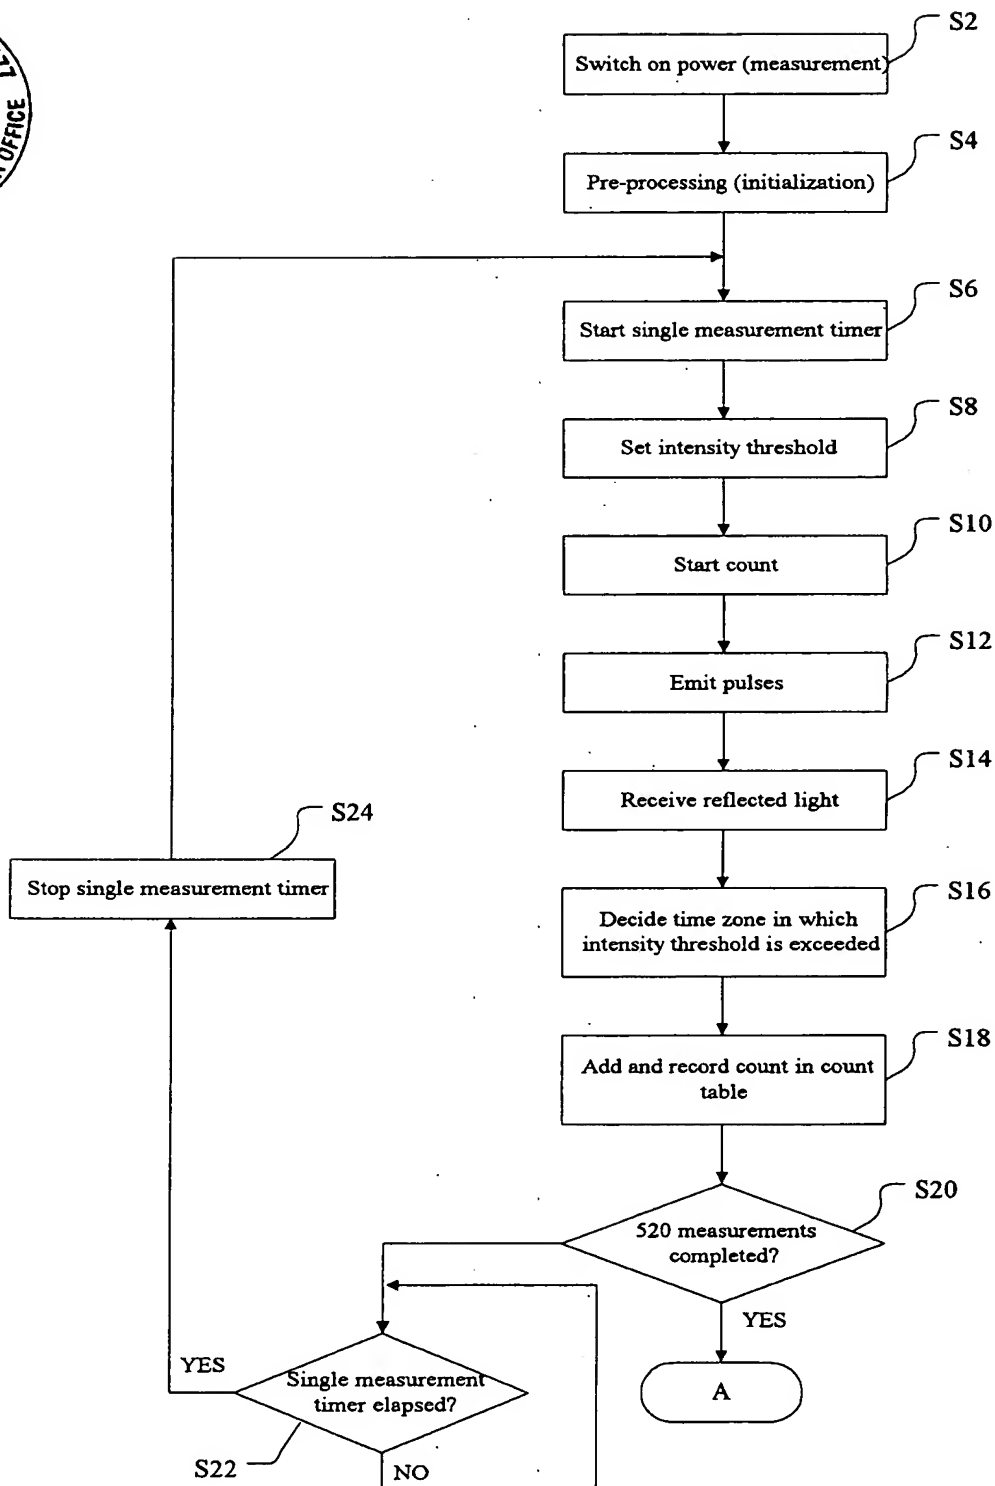 OFFICE
S2
Switch on power (measurement)
S4
Pre-processing (initialization)
S6
Start single measurement timer
S8
Set intensity threshold
S10
Start count
S12
Emit pulses
S14
Receive reflected light
S24
Stop single measurement timer
S16
Decide time zone in which
intensity threshold is exceeded
S18
Add and record count in count
table
S20
520 measurements
completed?
YES
A
YES
Single measurement
timer elapsed?
S22
NO